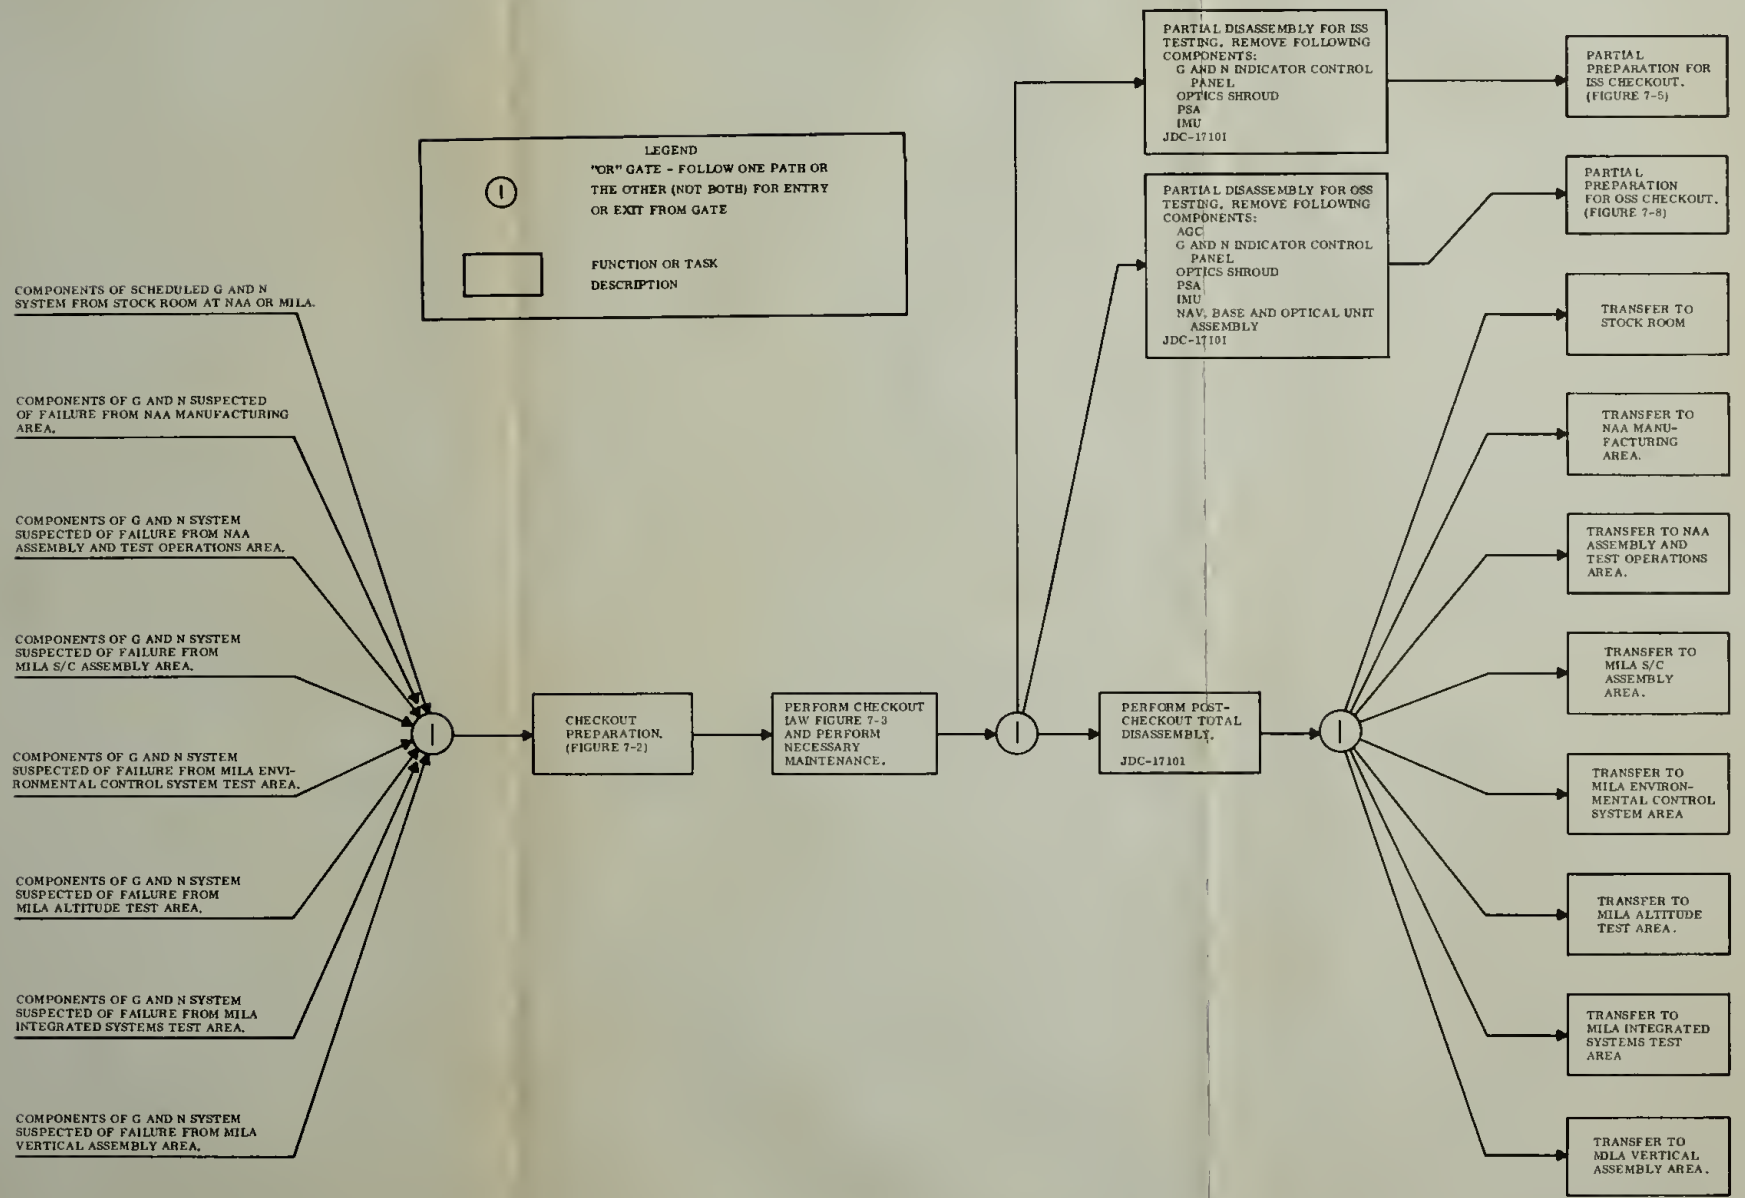 LEGEND
"OR" GATE - FOLLOW ONE PATH OR
THE OTHER (NOT BOTH) FOR ENTRY
OR EXIT FROM GATE
FUNCTION OR TASK
DESCRIPTION
COMPONENTS OF SCHEDULED G AND N
SYSTEM FROM STOCK ROOM AT NAA OR MILA.
COMPONENTS OF G AND N SUSPECTED
OF FAILURE FROM NAA MANUFACTURING
AREA.
COMPONENTS OF G AND N SYSTEM
SUSPECTED OF FAILURE FROM NAA
ASSEMBLY AND TEST OPERATIONS AREA.
COMPONENTS OF G AND N SYSTEM
SUSPECTED OF FAILURE FROM
MILA S/C ASSEMBLY AREA.
COMPONENTS OF G AND N SYSTEM
SUSPECTED OF FAILURE FROM MILA ENVI-
RONMENTAL CONTROL SYSTEM TEST AREA.
COMPONENTS OF G AND N SYSTEM
SUSPECTED OF FAILURE FROM
MILA ALTITUDE TEST AREA.
COMPONENTS OF G AND N SYSTEM
SUSPECTED OF FAILURE FROM MILA
INTEGRATED SYSTEMS TEST AREA.
COMPONENTS OF G AND N SYSTEM
SUSPECTED OF FAILURE FROM MILA
VERTICAL ASSEMBLY AREA.
CHECKOUT
PREPARATION.
(FIGURE 7-2)
PERFORM CHECKOUT
IAW FIGURE 7-3
AND PERFORM
NECESSARY
MAINTENANCE.
PARTIAL DISASSEMBLY FOR ISS
TESTING. REMOVE FOLLOWING
COMPONENTS:
G AND N INDICATOR CONTROL
PANEL
OPTICS SHROUD
PSA
IMU
JDC-17101
PARTIAL DISASSEMBLY FOR OSS
TESTING. REMOVE FOLLOWING
COMPONENTS:
AGC
G AND N INDICATOR CONTROL
PANEL
OPTICS SHROUD
PSA
IMU
NAV. BASE AND OPTICAL UNIT
ASSEMBLY
JDC-17101
PERFORM POST-
CHECKOUT TOTAL
DISASSEMBLY.
JDC-17101
PARTIAL
PREPARATION FOR
ISS CHECKOUT.
(FIGURE 7-5)
PARTIAL
PREPARATION
FOR OSS CHECKOUT.
(FIGURE 7-8)
TRANSFER TO
STOCK ROOM
TRANSFER TO
NAA MANU-
FACTURING
AREA.
TRANSFER TO NAA
ASSEMBLY AND
TEST OPERATIONS
AREA.
TRANSFER TO
MILA S/C
ASSEMBLY
AREA.
TRANSFER TO
MILA ENVIRON-
MENTAL CONTROL
SYSTEM AREA
TRANSFER TO
MILA ALTITUDE
TEST AREA.
TRANSFER TO
MILA INTEGRATED
SYSTEMS TEST
AREA
TRANSFER TO
MILA VERTICAL
ASSEMBLY AREA.